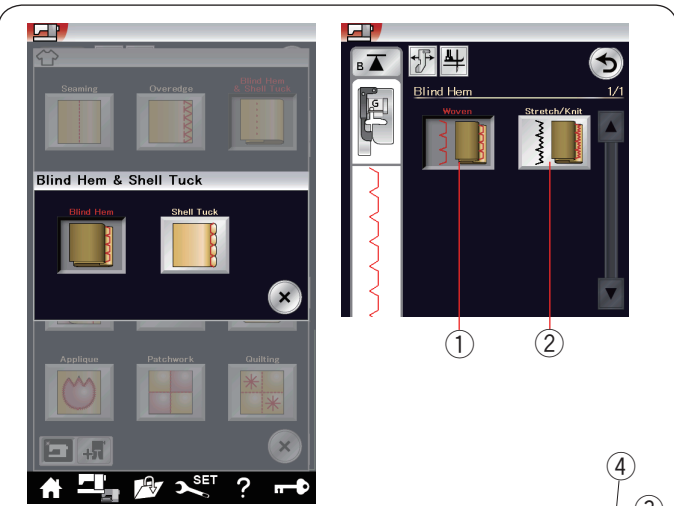 Seaming Overedge Blind Hem
& Shell Tuck
Blind Hem & Shell Tuck
Blind Hem Shell Tuck
×
Applique Patchwork Quilting
×
SET
?
B
G
Blind Hem 1/1
Woven Stretch/Knit
① ②
④